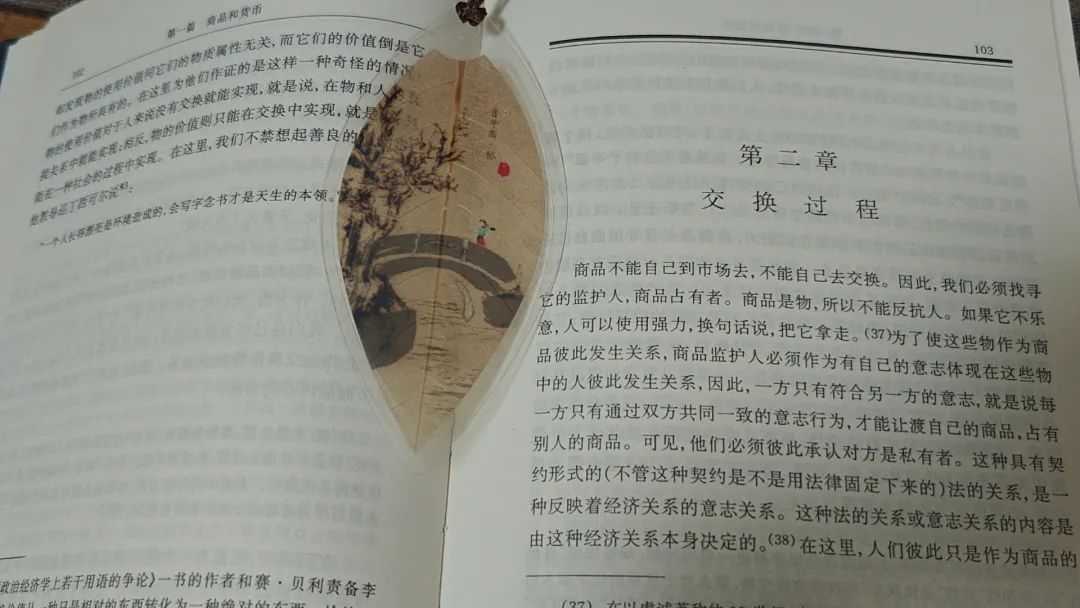 102
第一篇 商品和货币
都发现物的使用价值同它们的物质属性无关，而它们的价值倒是它
们作为物所具有的。在这里为他们作证的是这样一种奇怪的情况：
物的使用价值对于人来说没有交换就能实现，就是说，在物和人
接关系中就能实现；相反，物的价值则只能在交换中实现，就是
能在一种社会的过程中实现。在这里，我们不禁想起善良的
他教导巡丁西可尔说
“一个人长得漂亮是环境造成的，会写字念书才是天生的本领。”
政治经济学上若干用语的争论》一书的作者和赛·贝利责备李
103
第二章
交换过程
商品不能自己到市场去，不能自己去交换。因此，我们必须找寻
它的监护人，商品占有者。商品是物，所以不能反抗人。如果它不乐
意，人可以使用强力，换句话说，把它拿走。(37)为了使这些物作为商
品彼此发生关系，商品监护人必须作为有自己的意志体现在这些物
中的人彼此发生关系，因此，一方只有符合另一方的意志，就是说每
一方只有通过双方共同一致的意志行为，才能让渡自己的商品，占有
别人的商品。可见，他们必须彼此承认对方是私有者。这种具有契
约形式的(不管这种契约是不是用法律固定下来的)法的关系，是一
种反映着经济关系的意志关系。这种法的关系或意志关系的内容是
由这种经济关系本身决定的。(38)在这里，人们彼此只是作为商品的